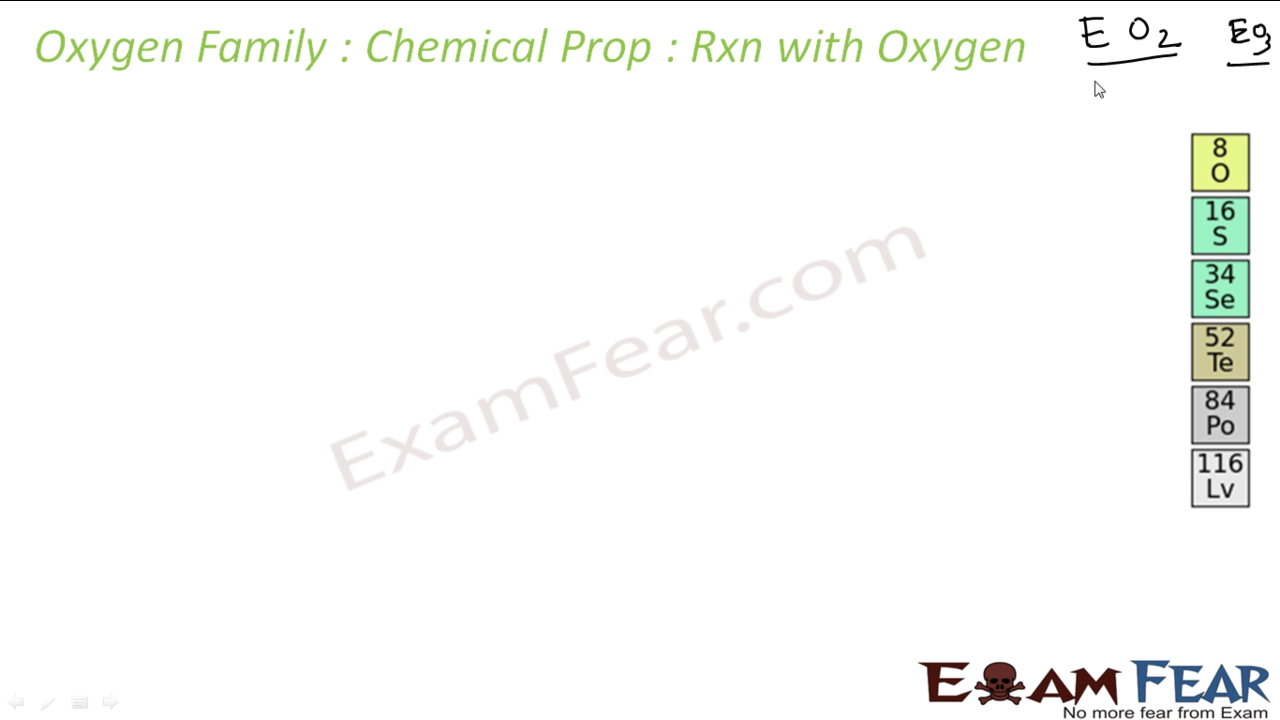 Oxygen Family : Chemical Prop : Rxn with Oxygen
E O2 EO3
8
O
16
S
34
Se
52
Te
84
Po
116
Lv
ExamFear.com
EXAM FEAR
No more fear from Exam